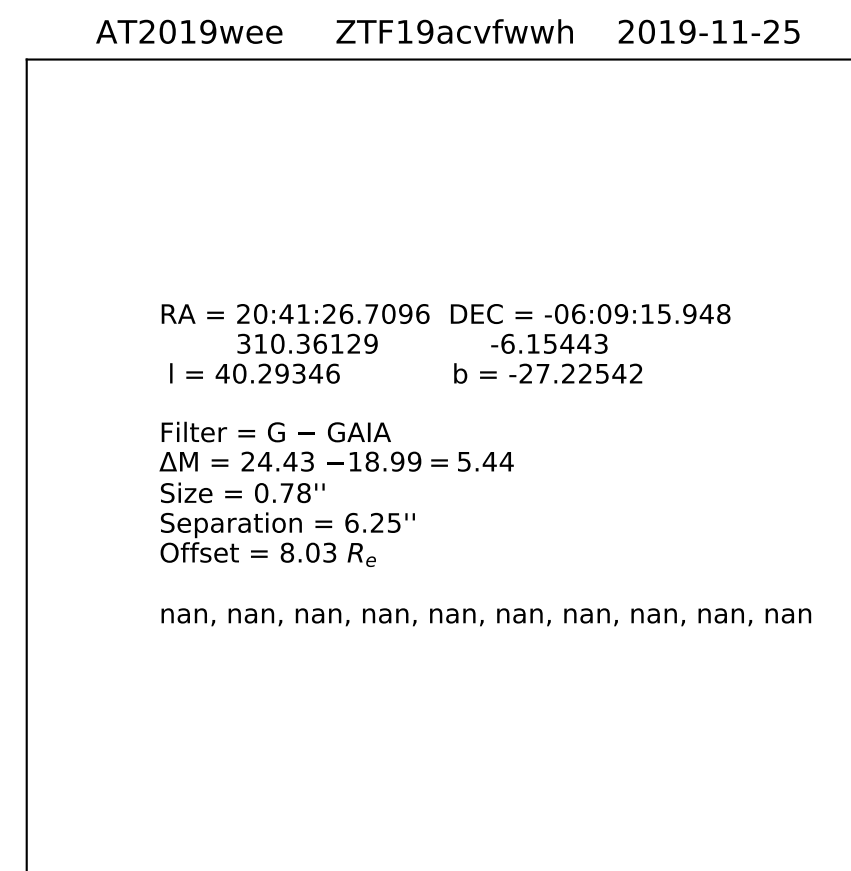 AT2019wee ZTF19acvfwwh 2019-11-25
RA = 20:41:26.7096 DEC = -06:09:15.948
310.36129 -6.15443
l = 40.29346 b = -27.22542
Filter = G − GAIA
ΔM = 24.43 −18.99 = 5.44
Size = 0.78''
Separation = 6.25''
Offset = 8.03 Re
nan, nan, nan, nan, nan, nan, nan, nan, nan, nan